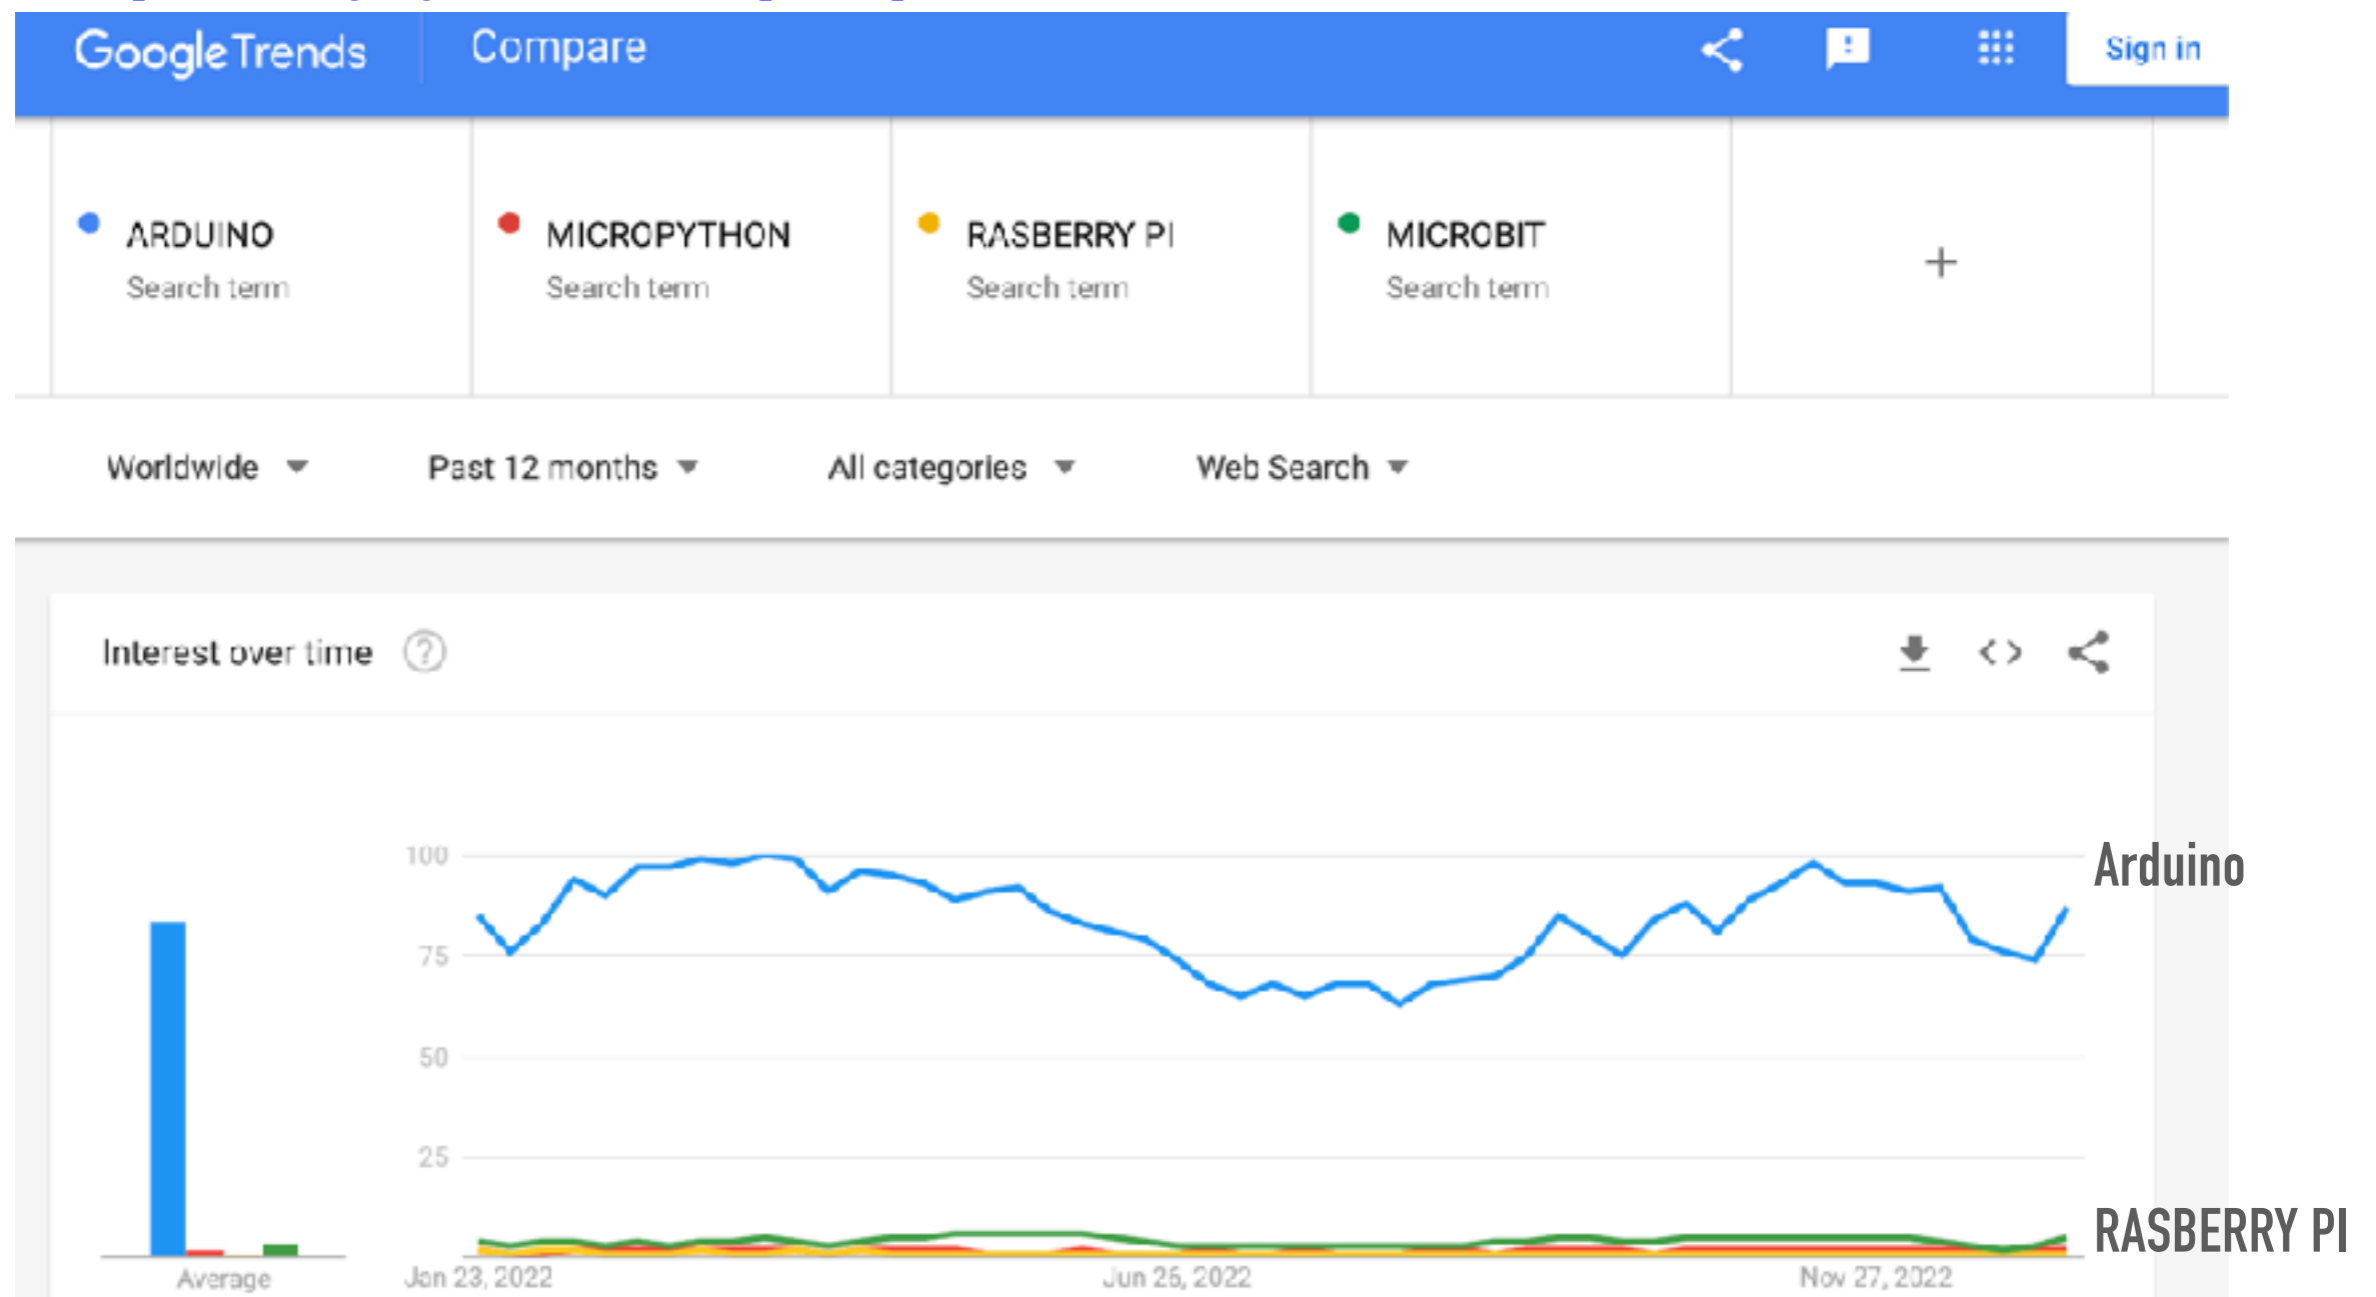 GoogleTrends Compare Sign in
ARDUINO MICROPYTHON RASBERRY PI MICROBIT
Search term Search term Search term Search term
+
Worldwide Past 12 months All categories Web Search
Interest over time ?
100
Arduino
75
50
25
RASBERRY PI
Average Jan 23, 2022 Jun 26, 2022 Nov 27, 2022